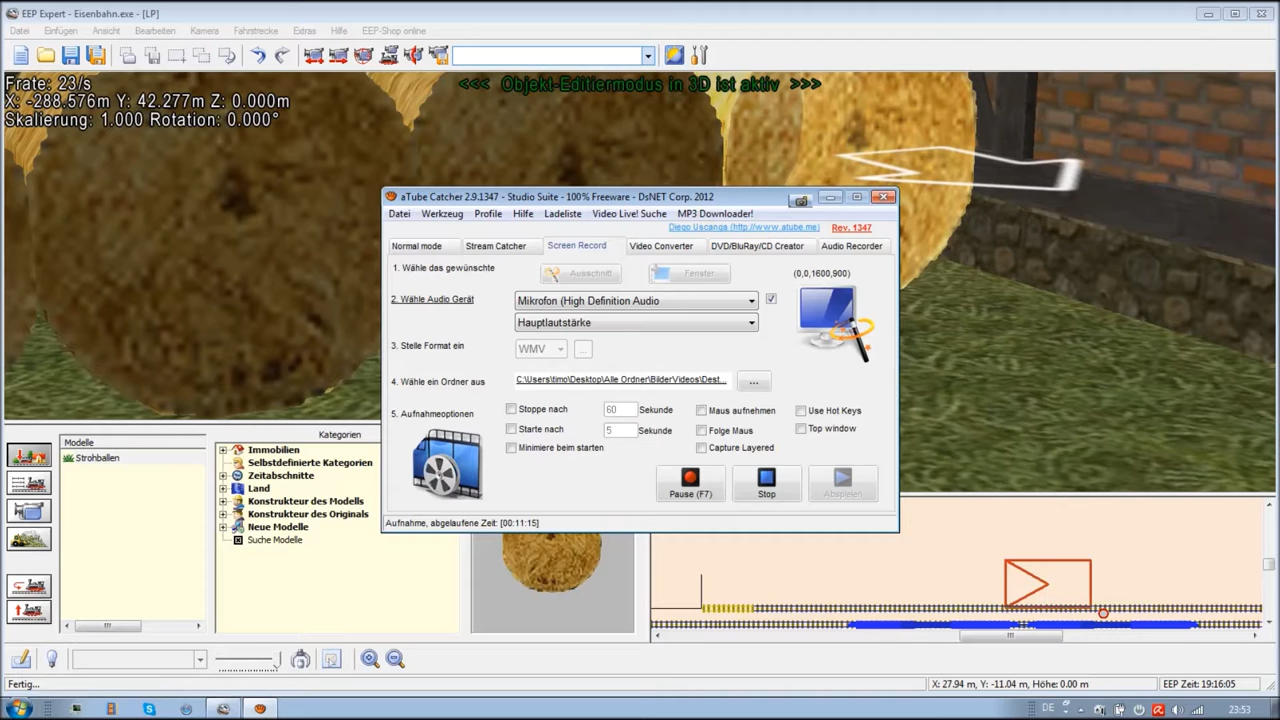 EEP Expert - Eisenbahn.exe - [LP]
Datei Einfügen Ansicht Bearbeiten Kamera Fahrstrecke Extras Hilfe EEP-Shop online
<<< Objekt-Editiermodus in 3D ist aktiv >>>
Frate: 23/s
X: -288.576m Y: 42.277m Z: 0.000m
Skalierung: 1.000 Rotation: 0.000°
aTube Catcher 2.9.1347 - Studio Suite - 100% Freeware - DsNET Corp. 2012
Datei Werkzeug Profile Hilfe Ladeliste Video Live! Suche MP3 Downloader!
Diego Uscanga (http://www.atube.me) Rev. 1347
Normal mode Stream Catcher Screen Record Video Converter DVD/BluRay/CD Creator Audio Recorder
1. Wähle das gewünschte Ausschnitt Fenster (0,0,1600,900)
2. Wähle Audio Gerät Mikrofon (High Definition Audio
Hauptlautstärke
3. Stelle Format ein WMV ...
4. Wähle ein Ordner aus C:\Users\timo\Desktop\Alle Ordner\BilderVideos\Dest... ...
5. Aufnahmeoptionen Stoppe nach 60 Sekunde Maus aufnehmen Use Hot Keys
Starte nach 5 Sekunde Folge Maus Top window
Minimiere beim starten Capture Layered
Pause (F7) Stop Abspielen
Aufnahme, abgelaufene Zeit: [00:11:15]
Modelle
Strohballen
Kategorien
Immobilien
Selbstdefinierte Kategorien
Zeitabschnitte
Land
Konstrukteur des Modells
Konstrukteur des Originals
Neue Modelle
Suche Modelle
Fertig... X: 27.94 m, Y: -11.04 m, Höhe: 0.00 m EEP Zeit: 19:16:05
DE 23:53